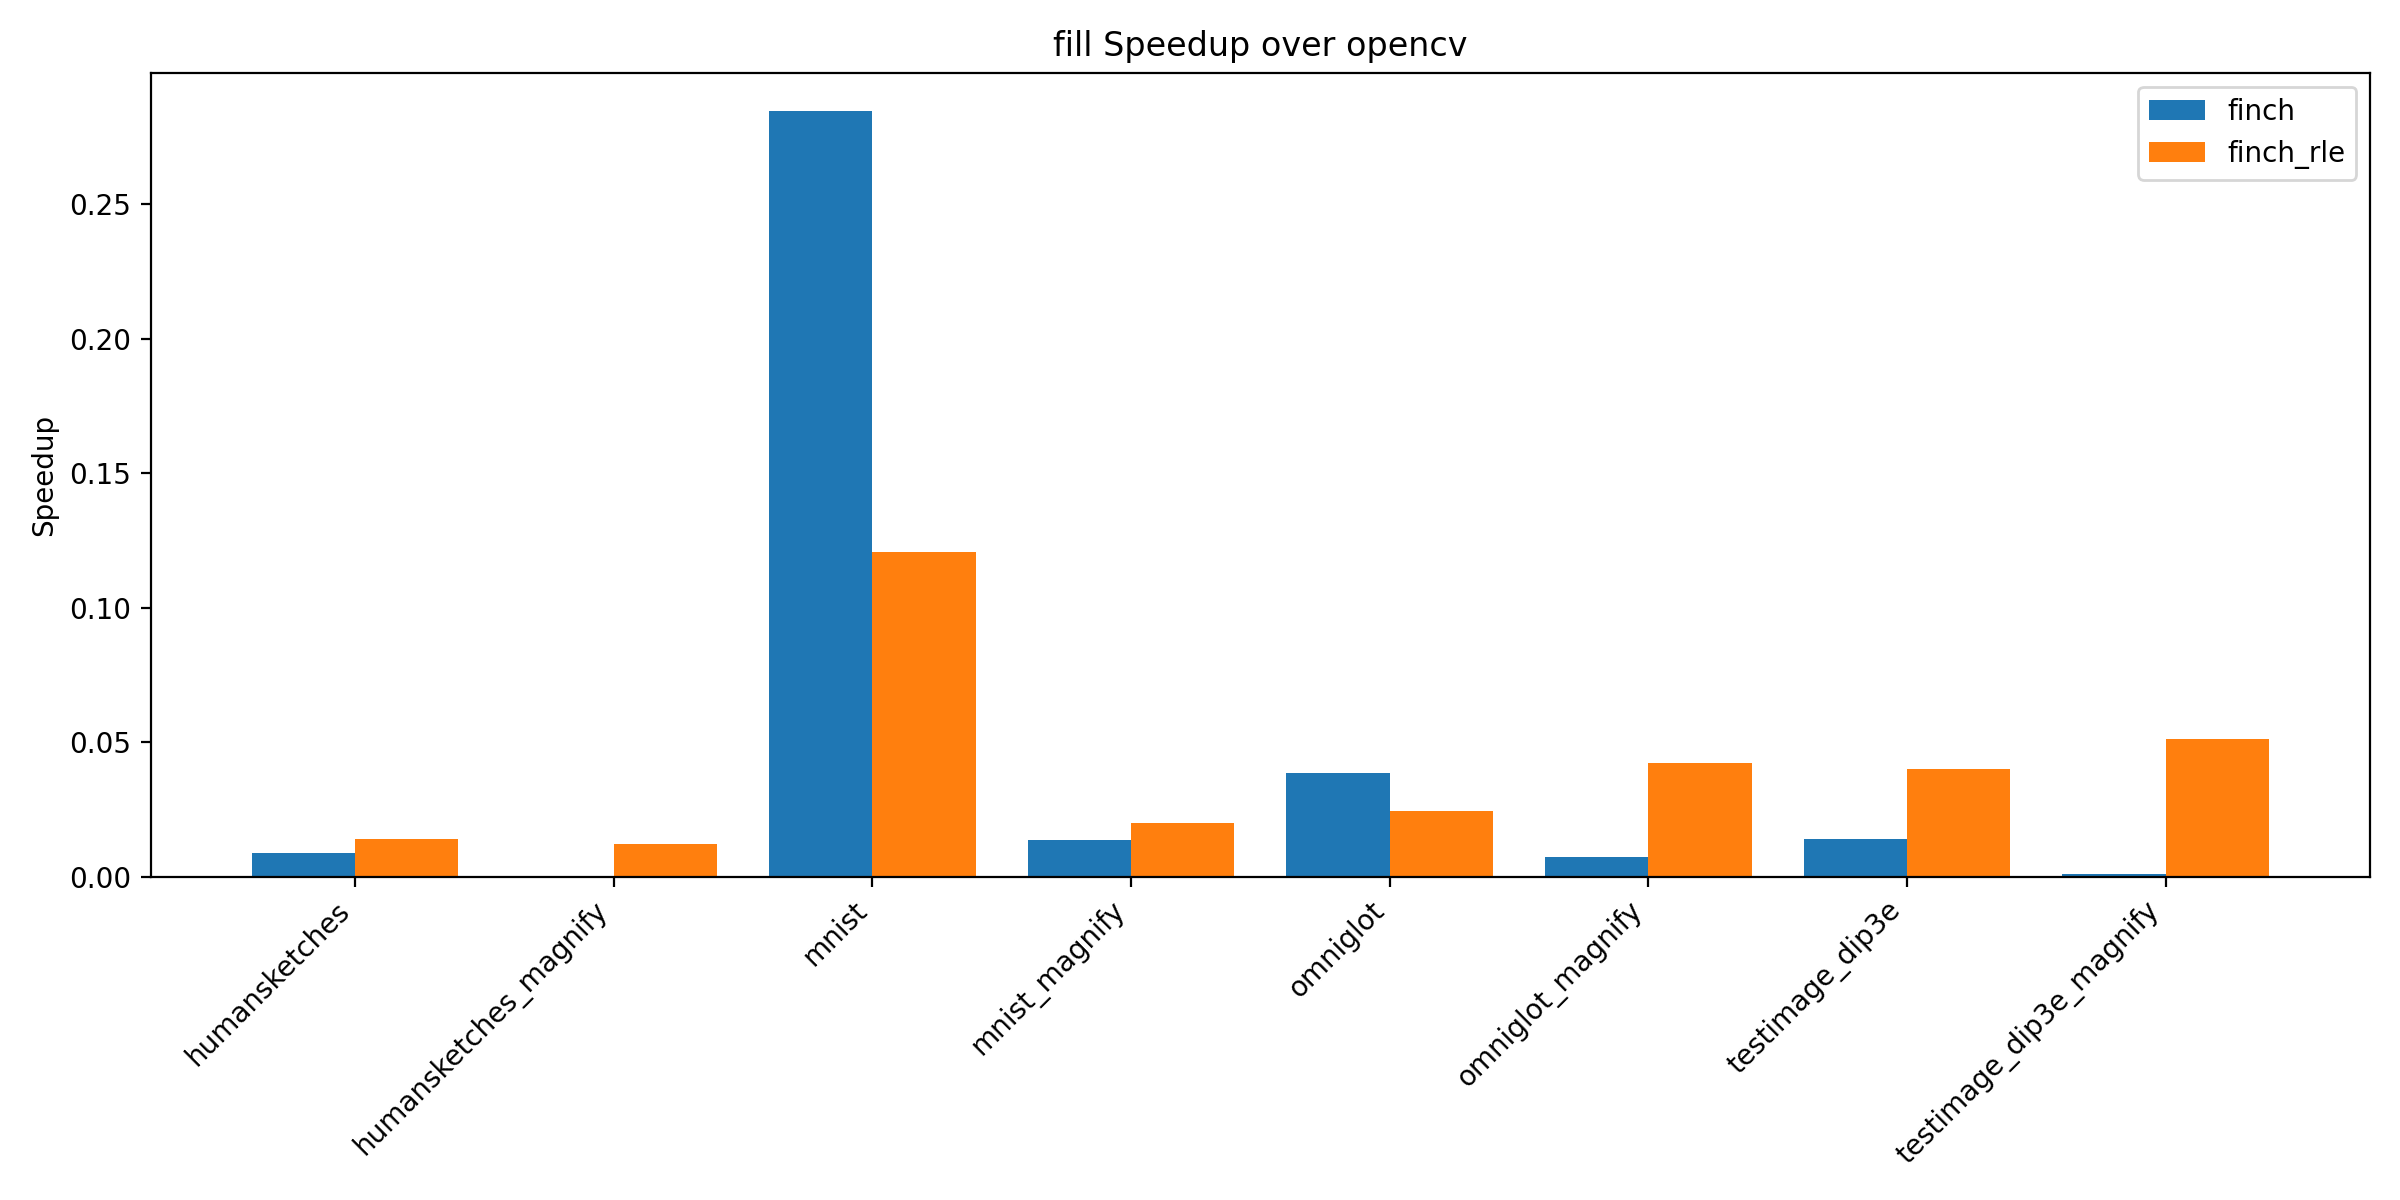 fill Speedup over opencv
finch
finch_rle
Speedup
0.25
0.20
0.15
0.10
0.05
0.00
humansketches
humansketches_magnify
mnist
mnist_magnify
omniglot
omniglot_magnify
testimage_dip3e
testimage_dip3e_magnify